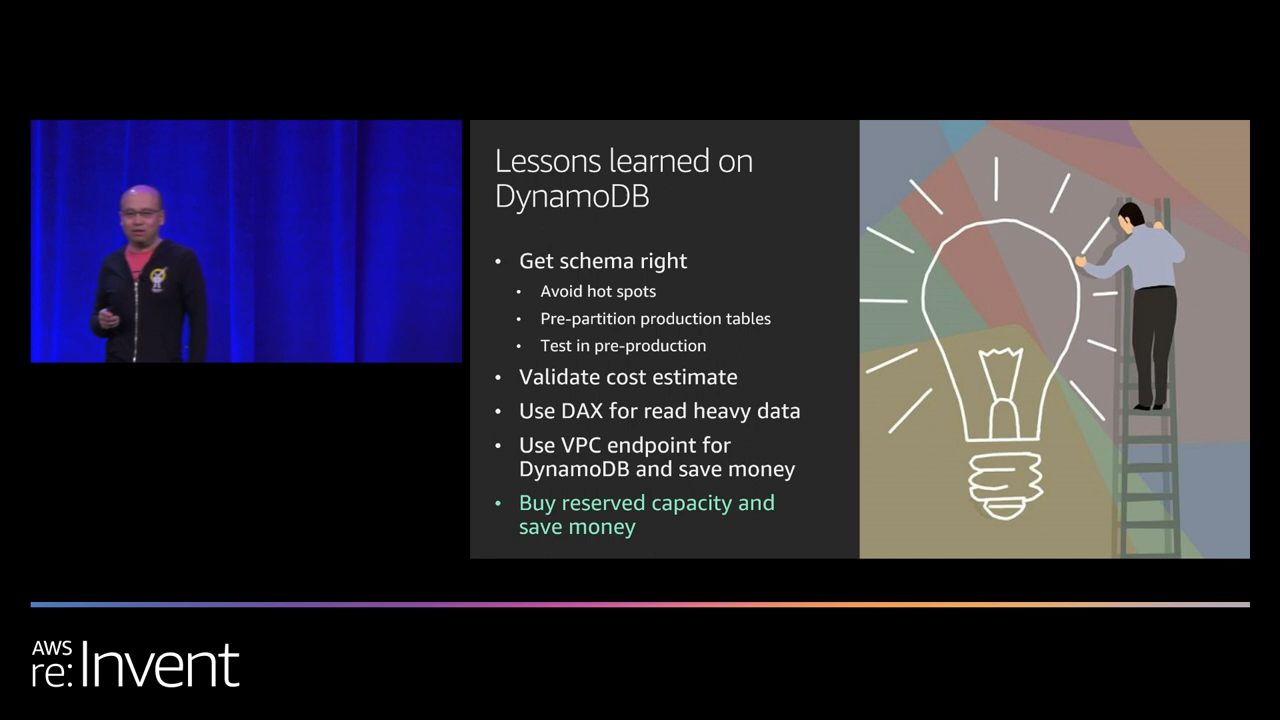 Lessons learned on
DynamoDB
• Get schema right
• Avoid hot spots
• Pre-partition production tables
• Test in pre-production
• Validate cost estimate
• Use DAX for read heavy data
• Use VPC endpoint for
DynamoDB and save money
• Buy reserved capacity and
save money
AWS
re:Invent